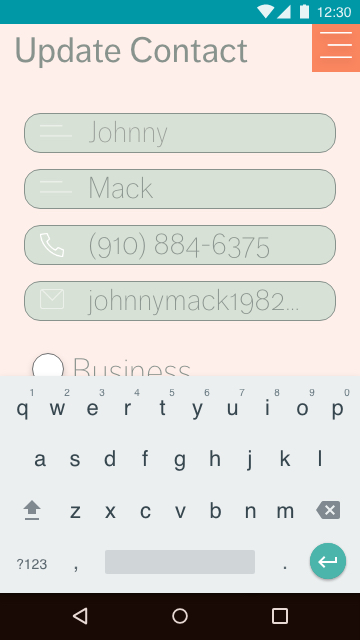 12:30
Update Contact
Johnny
Mack
(910) 884-6375
johnnymack1982...
Business
1 2 3 4 5 6 7 8 9 0
q w e r t y u i o p
a s d f g h j k l
z x c v b n m
?123 , .